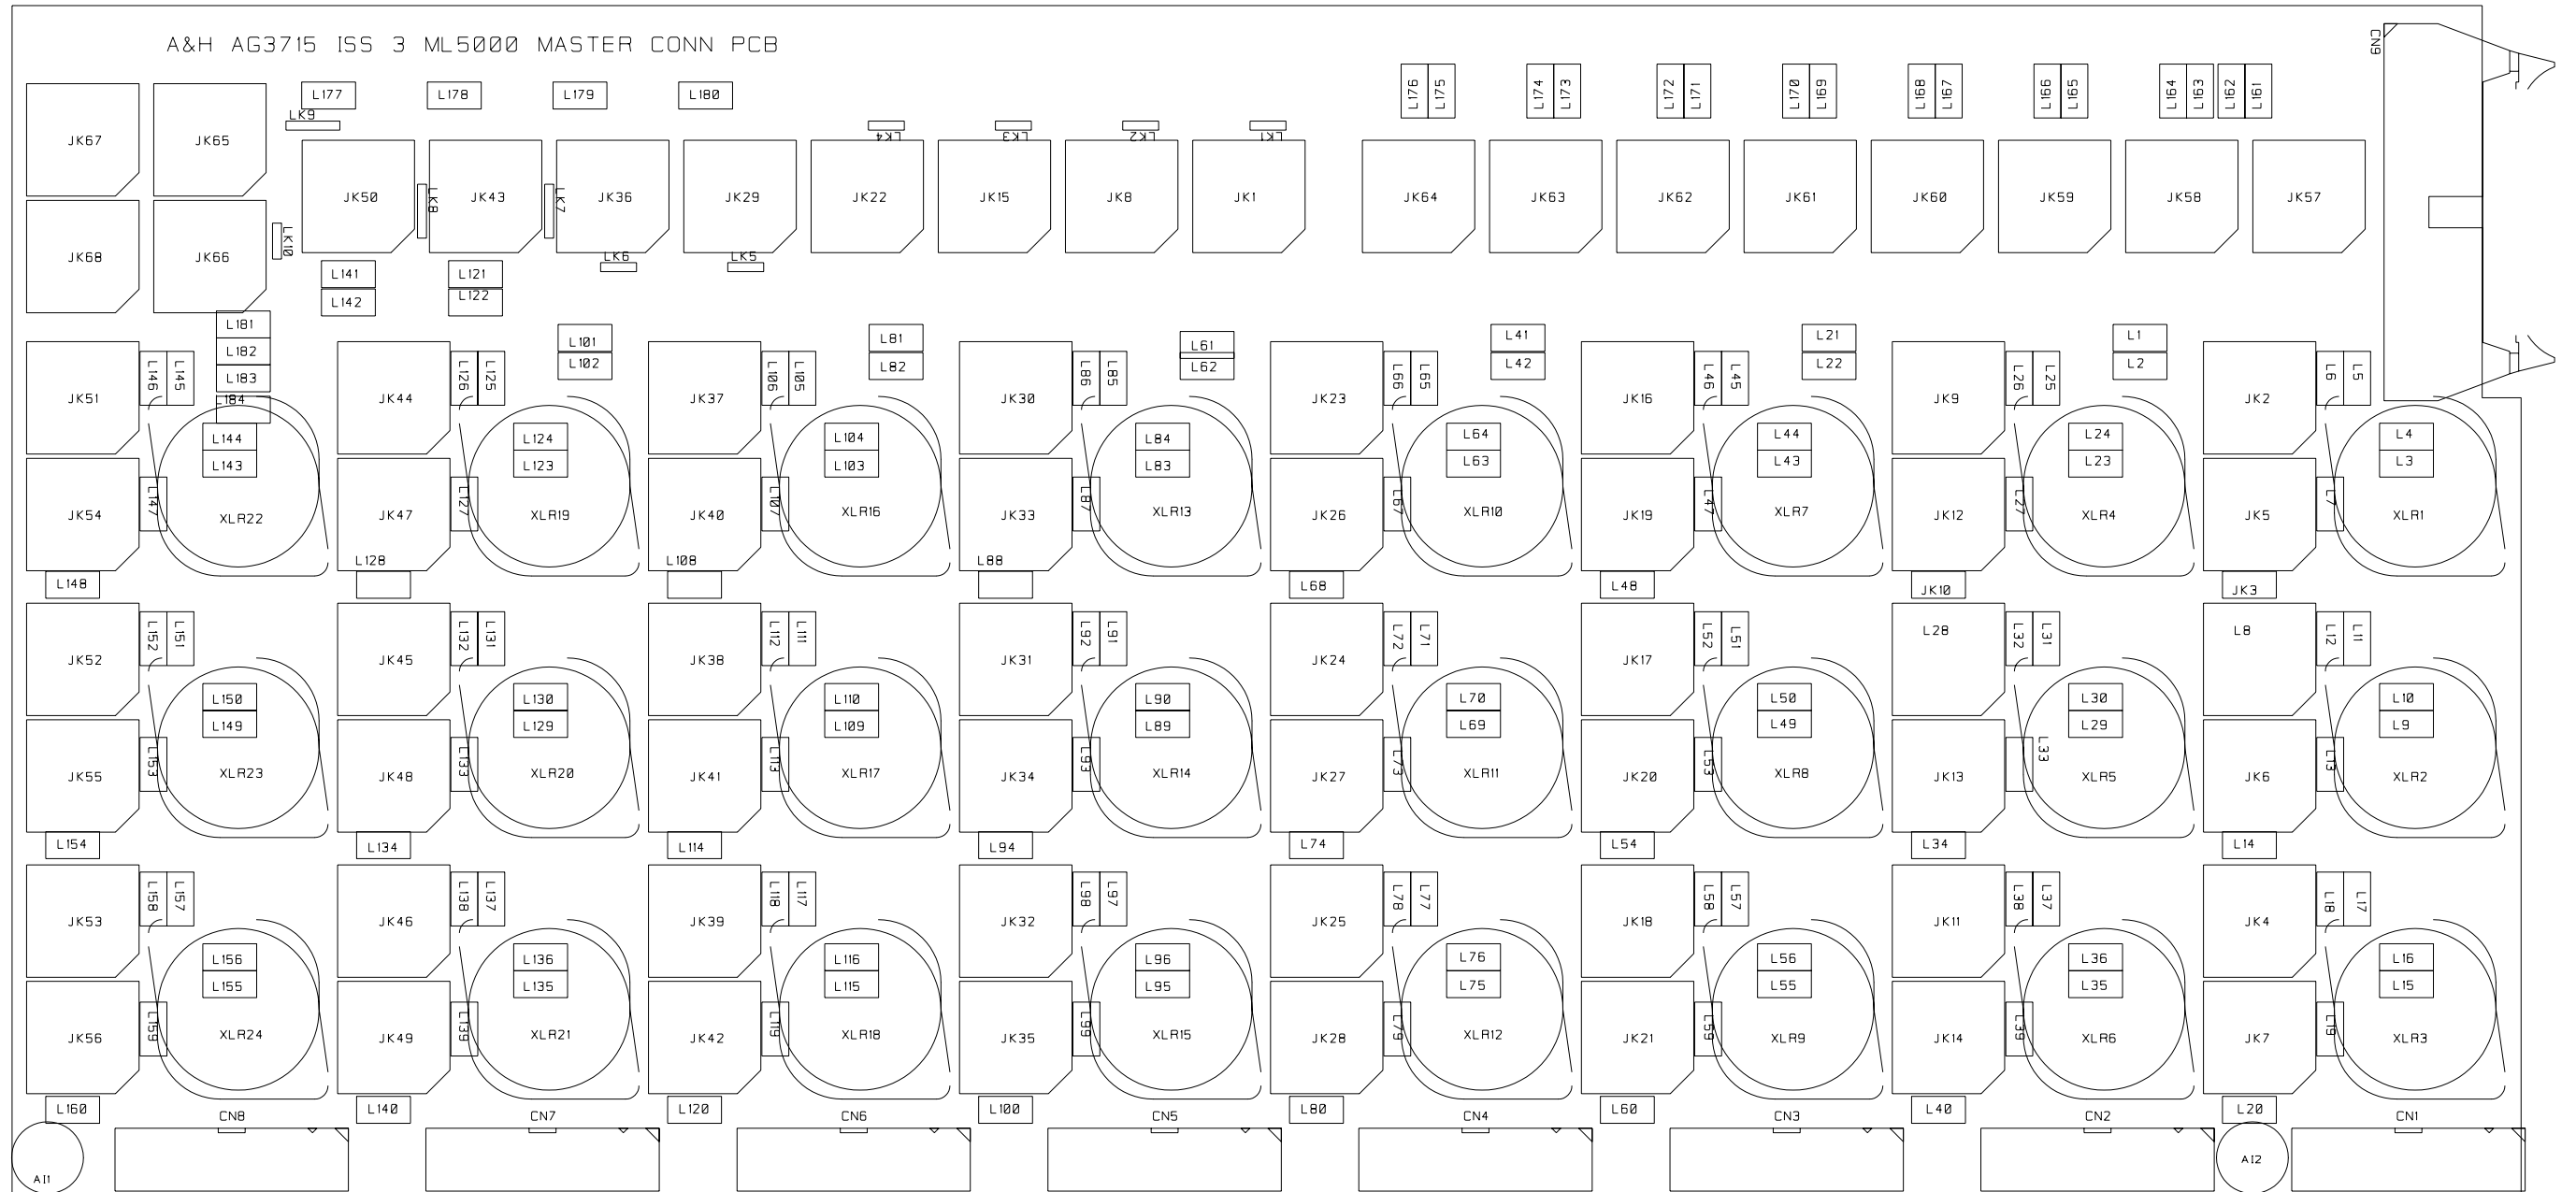 A&H AG3715 ISS 3 ML5000 MASTER CONN PCB
CN9
L177 L178 L179 L180 L176 L175 L174 L173 L172 L171 L170 L169 L168 L167 L166 L165 L164 L163 L162 L161
LK9 LK4 LK3 LK2 LK1
JK67 JK65
JK50 LK8 JK43 LK7 JK36 JK29 JK22 JK15 JK8 JK1 JK64 JK63 JK62 JK61 JK60 JK59 JK58 JK57
JK68 JK66 LK10 LK6 LK5
L141 L121
L142 L122
L181 L101 L81 L61 L41 L21 L1
L182 L102 L82 L62 L42 L22 L2
L183
L146 L145 L126 L125 L106 L105 L86 L85 L66 L65 L46 L45 L26 L25 L6 L5
JK51 L184 JK44 JK37 JK30 JK23 JK16 JK9 JK2
L144 L124 L104 L84 L64 L44 L24 L4
L143 L123 L103 L83 L63 L43 L23 L3
JK54 L147 XLR22 JK47 L127 XLR19 JK40 L107 XLR16 JK33 L87 XLR13 JK26 L67 XLR10 JK19 L47 XLR7 JK12 L27 XLR4 JK5 L7 XLR1
L148 L128 L108 L88 L68 L48 JK10 JK3
L152 L151 L132 L131 L112 L111 L92 L91 L72 L71 L52 L51 L28 L32 L31 L8 L12 L11
JK52 JK45 JK38 JK31 JK24 JK17
L150 L130 L110 L90 L70 L50 L30 L10
L149 L129 L109 L89 L69 L49 L29 L9
JK55 L153 XLR23 JK48 L133 XLR20 JK41 L113 XLR17 JK34 L93 XLR14 JK27 L73 XLR11 JK20 L53 XLR8 JK13 L33 XLR5 JK6 L13 XLR2
L154 L134 L114 L94 L74 L54 L34 L14
L158 L157 L138 L137 L118 L117 L98 L97 L78 L77 L58 L57 L38 L37 L18 L17
JK53 JK46 JK39 JK32 JK25 JK18 JK11 JK4
L156 L136 L116 L96 L76 L56 L36 L16
L155 L135 L115 L95 L75 L55 L35 L15
JK56 L159 XLR24 JK49 L139 XLR21 JK42 L119 XLR18 JK35 L99 XLR15 JK28 L79 XLR12 JK21 L59 XLR9 JK14 L39 XLR6 JK7 L19 XLR3
L160 L140 L120 L100 L80 L60 L40 L20
CN8 CN7 CN6 CN5 CN4 CN3 CN2 CN1
AI1 AI2